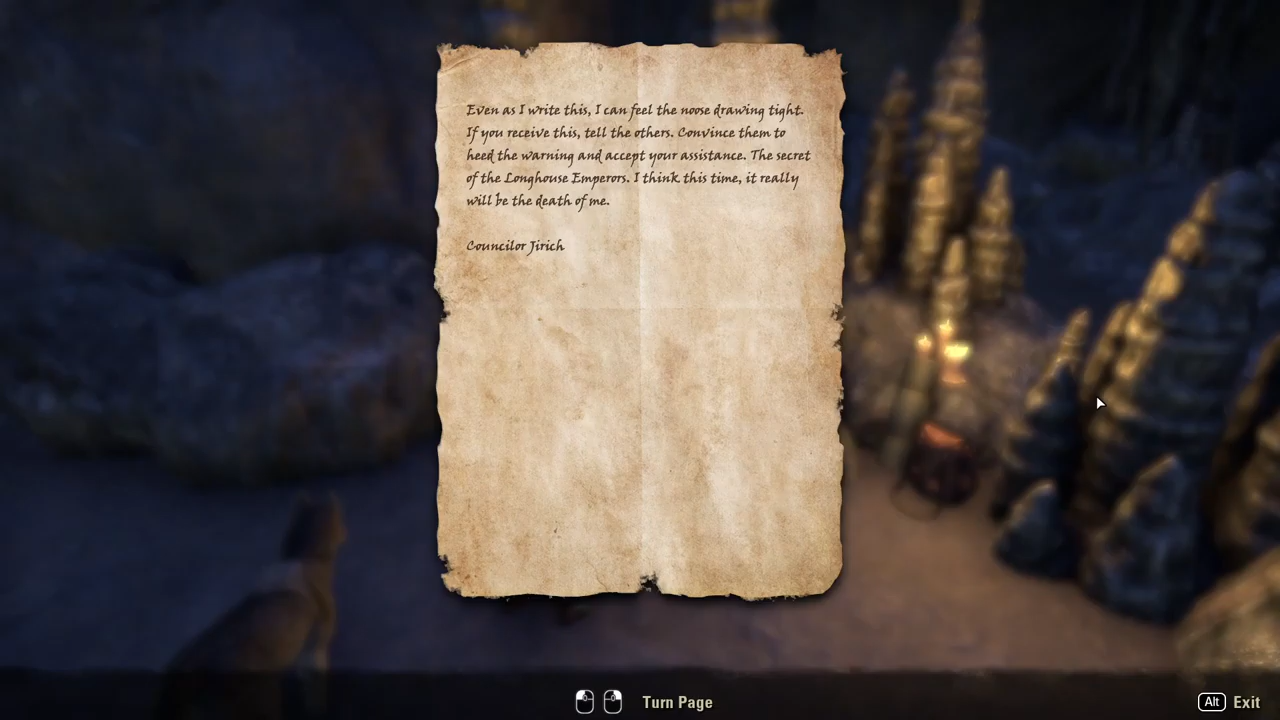 Even as I write this, I can feel the noose drawing tight.
If you receive this, tell the others. Convince them to
heed the warning and accept your assistance. The secret
of the Longhouse Emperors. I think this time, it really
will be the death of me.
Councilor Jirich
Turn Page
Alt Exit